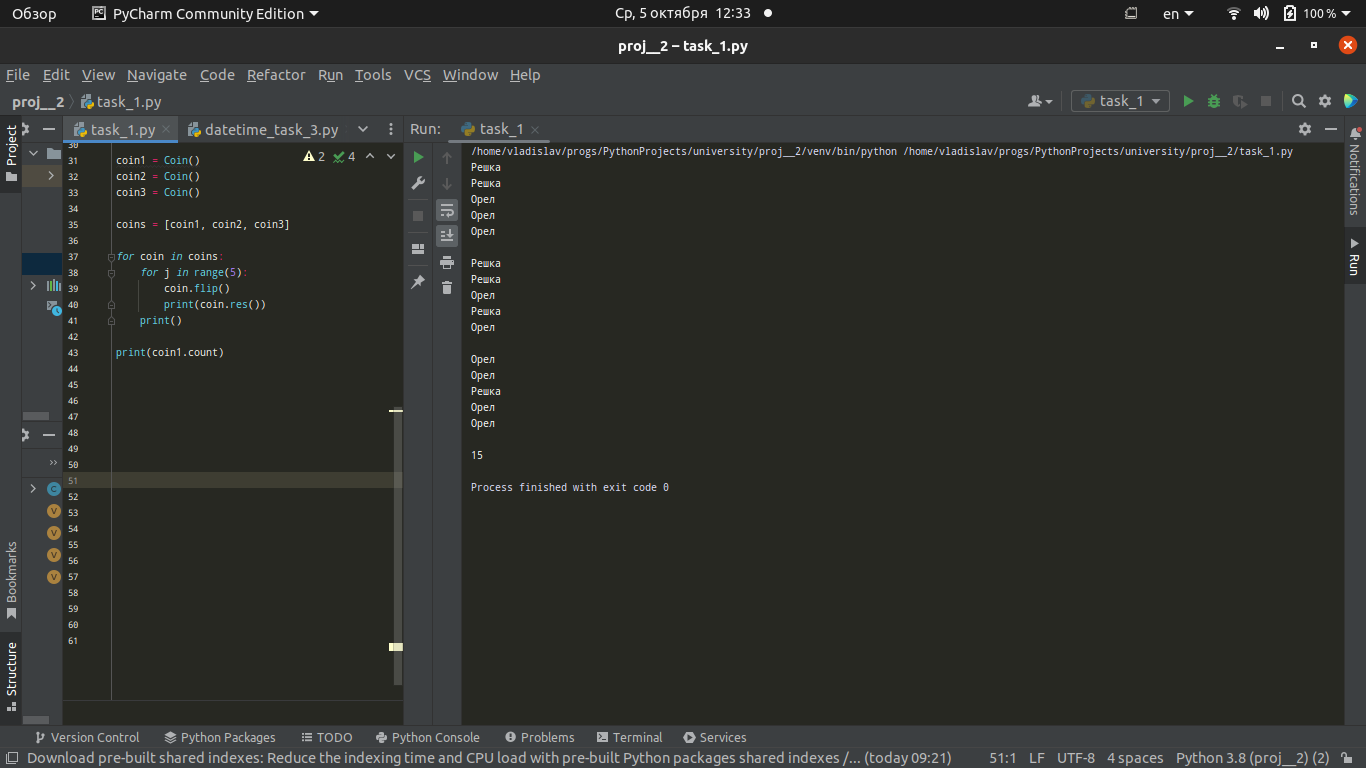 Обзор
PyCharm Community Edition
Ср, 5 октября 12:33
en
100 %
proj__2 – task_1.py
File Edit View Navigate Code Refactor Run Tools VCS Window Help
proj__2
task_1.py
task_1
Project
task_1.py
datetime_task_3.py
Run:
task_1
30
31 coin1 = Coin()
32 coin2 = Coin()
33 coin3 = Coin()
34
35 coins = [coin1, coin2, coin3]
36
37 for coin in coins:
38 for j in range(5):
39 coin.flip()
40 print(coin.res())
41 print()
42
43 print(coin1.count)
44
45
46
47
48
49
50
51
52
53
54
55
56
57
58
59
60
61
2
4
/home/vladislav/progs/PythonProjects/university/proj__2/venv/bin/python /home/vladislav/progs/PythonProjects/university/proj__2/task_1.py
Решка
Решка
Орел
Орел
Орел
Решка
Решка
Орел
Решка
Орел
Орел
Орел
Решка
Орел
Орел
15
Process finished with exit code 0
Notifications
Run
C
V
V
V
V
Bookmarks
Structure
Version Control
Python Packages
TODO
Python Console
Problems
Terminal
Services
Download pre-built shared indexes: Reduce the indexing time and CPU load with pre-built Python packages shared indexes /... (today 09:21)
51:1 LF UTF-8 4 spaces Python 3.8 (proj__2) (2)